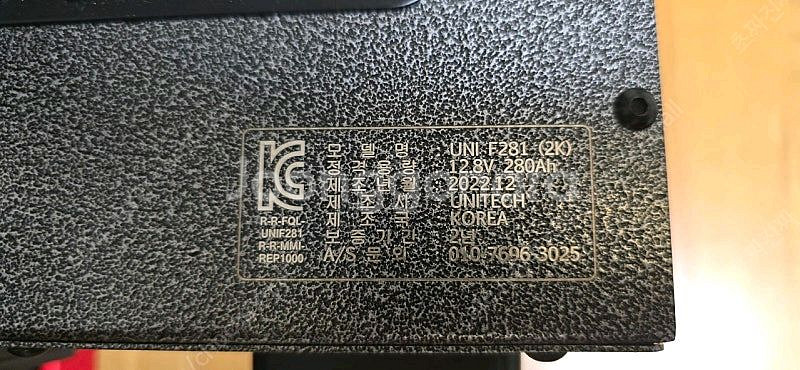 모 델 명 UNI. F281 (2K)
정격용량 12.8V, 280Ah
제 조 년 월 2022.12
제 조 사 UNITECH
제 조 국 KOREA
보 증 기 간 2년
A/S 문 의 010-7696-3025
KC
R-R-FQL-
UNIF281
R-R-MMI-
REP1000